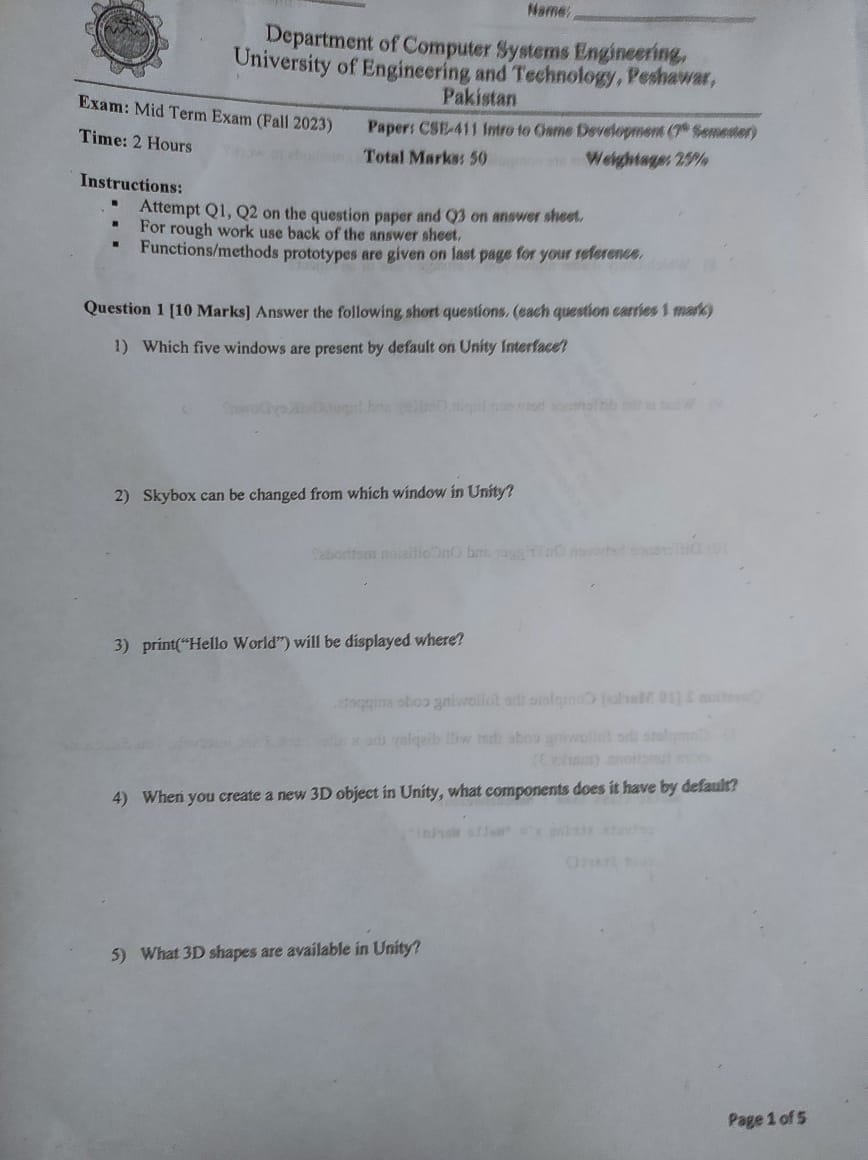 Name:
Department of Computer Systems Engineering,
University of Engineering and Technology, Peshawar,
Pakistan
Exam: Mid Term Exam (Fall 2023) Paper: CSE-411 Intro to Game Development (7th Semester)
Time: 2 Hours Total Marks: 50 Weightage: 25%
Instructions:
▪ Attempt Q1, Q2 on the question paper and Q3 on answer sheet.
▪ For rough work use back of the answer sheet.
▪ Functions/methods prototypes are given on last page for your reference.
Question 1 [10 Marks] Answer the following short questions. (each question carries 1 mark)
1) Which five windows are present by default on Unity Interface?
2) Skybox can be changed from which window in Unity?
3) print(“Hello World”) will be displayed where?
4) When you create a new 3D object in Unity, what components does it have by default?
5) What 3D shapes are available in Unity?
Page 1 of 5